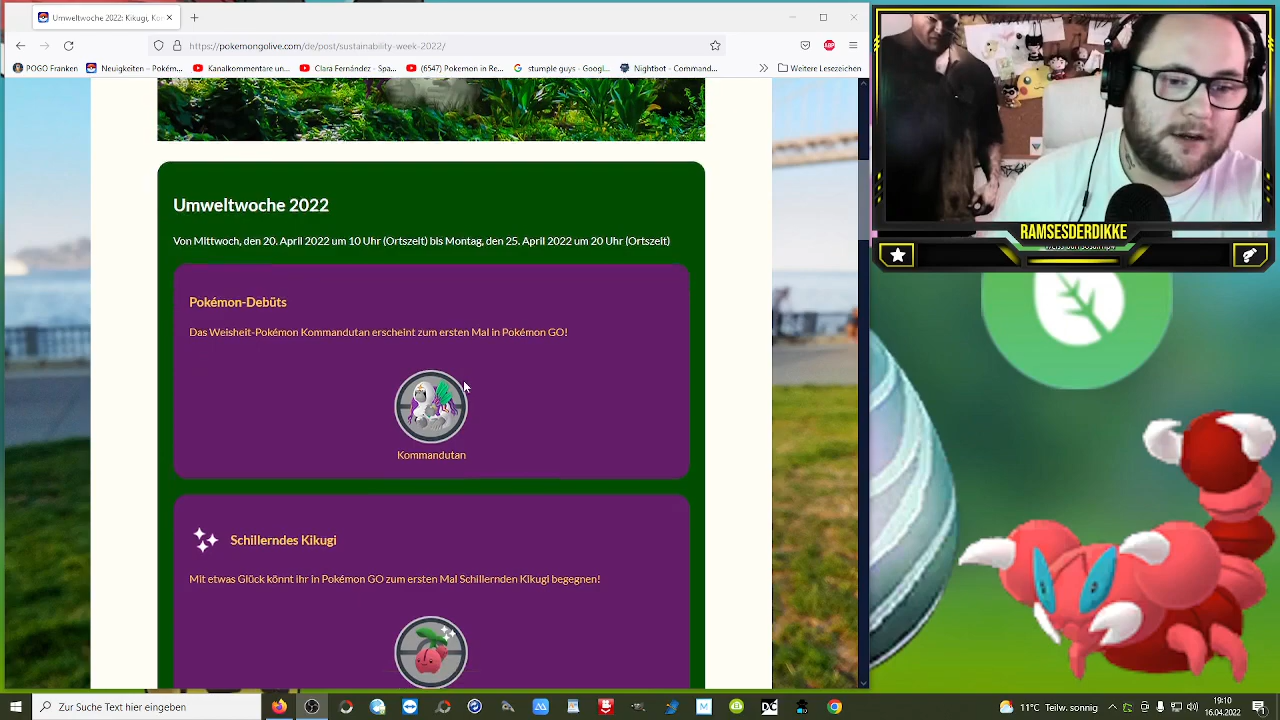 Umweltwoche 2022: Kikugi, Kom
https://pokemongolive.com/de/post/sustainability-week-2022/
POGO Franken
Neuigkeiten – Pokém...
Kanalkommentare un...
Cliff Fernández - Spa...
(6547) Pokemon in Re...
stumple guys - Googl...
Nightbot - Command...
Weitere Lesezeichen
Umweltwoche 2022
Von Mittwoch, den 20. April 2022 um 10 Uhr (Ortszeit) bis Montag, den 25. April 2022 um 20 Uhr (Ortszeit)
Pokémon-Debüts
Das Weisheit-Pokémon Kommandutan erscheint zum ersten Mal in Pokémon GO!
Kommandutan
Schillerndes Kikugi
Mit etwas Glück könnt ihr in Pokémon GO zum ersten Mal Schillernden Kikugi begegnen!
RAMSESDERDIKKE
Zur Suche Text hier eingeben
11°C Teilw. sonnig
19:10
16.04.2022